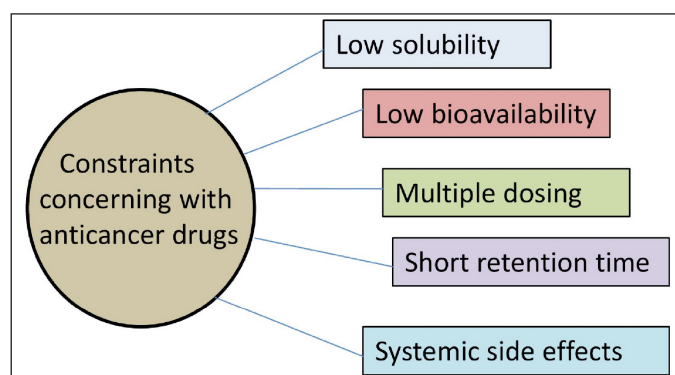 Constraints
concerning with
anticancer drugs
Low solubility
Low bioavailability
Multiple dosing
Short retention time
Systemic side effects